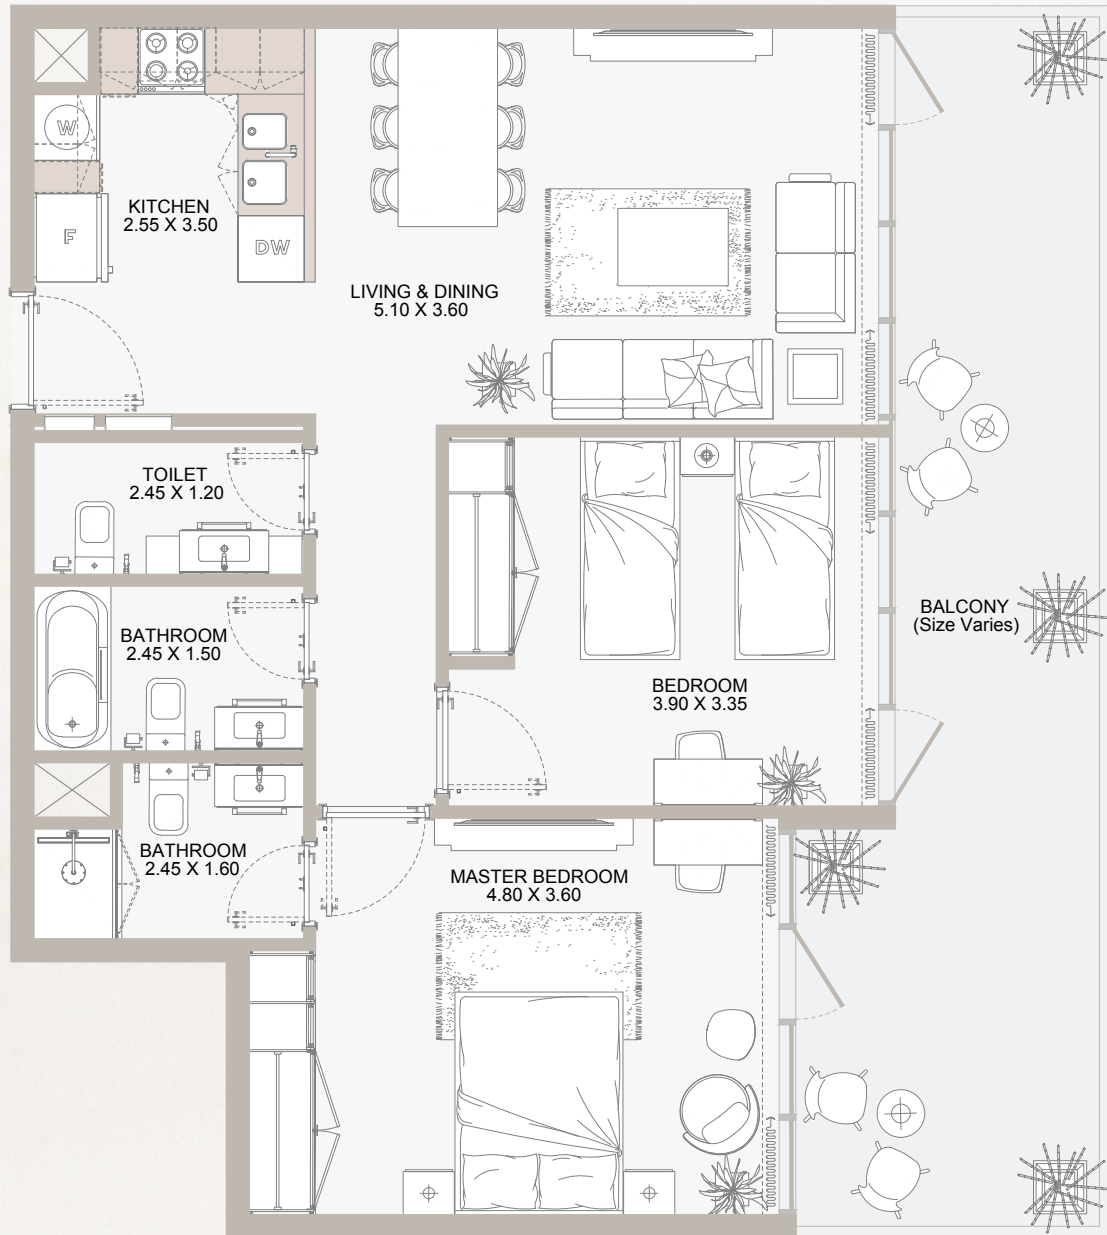 W
F
DW
KITCHEN
2.55 X 3.50
LIVING & DINING
5.10 X 3.60
TOILET
2.45 X 1.20
BATHROOM
2.45 X 1.50
BALCONY
(Size Varies)
BEDROOM
3.90 X 3.35
BATHROOM
2.45 X 1.60
MASTER BEDROOM
4.80 X 3.60